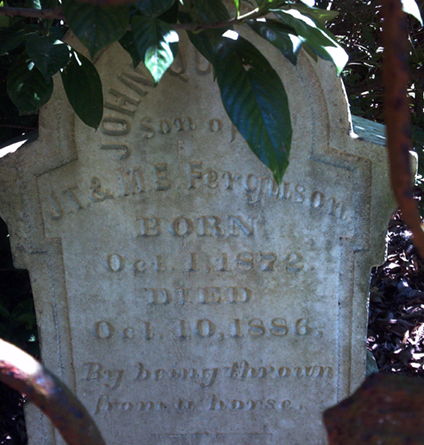 JOHN
Son of
J. T. & M. E. Ferguson.
BORN
Oct. 1, 1872.
DIED
Oct. 10, 1886.
By being thrown
from a horse.